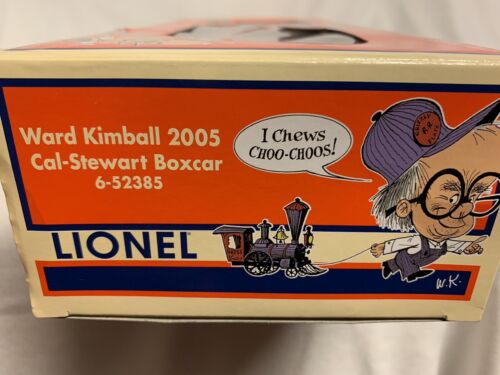 Ward Kimball 2005
Cal-Stewart Boxcar
6-52385
I Chews
CHOO-CHOOS!
LIONEL
W.K.